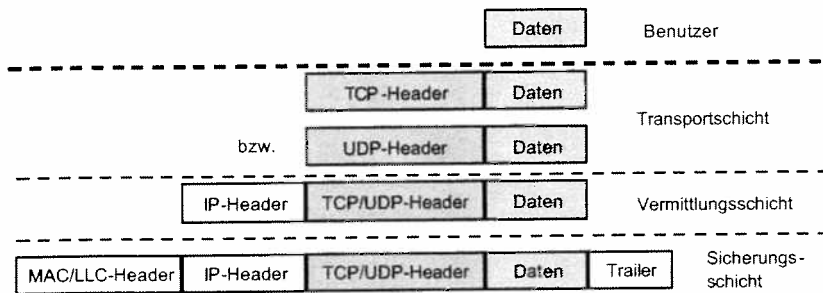 Daten Benutzer
TCP-Header Daten
Transportschicht
bzw. UDP-Header Daten
IP-Header TCP/UDP-Header Daten Vermittlungsschicht
MAC/LLC-Header IP-Header TCP/UDP-Header Daten Trailer Sicherungs-
schicht